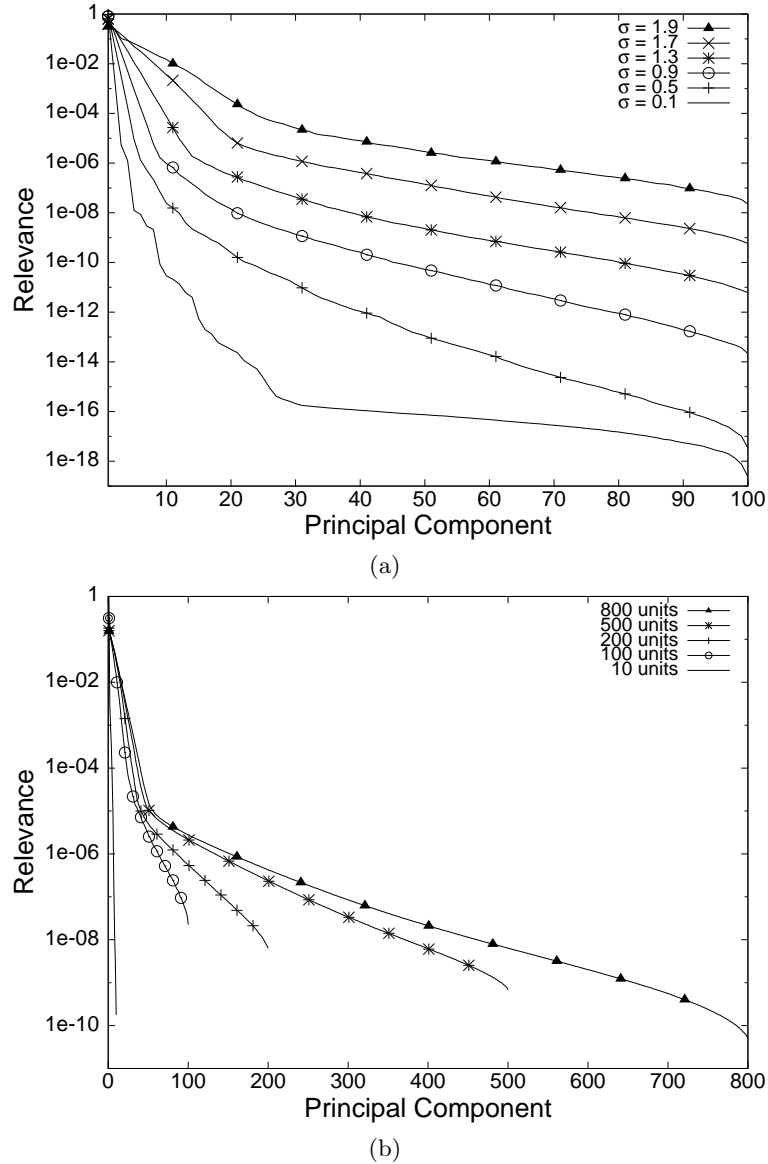 1
1e-02
1e-04
1e-06
1e-08
1e-10
1e-12
1e-14
1e-16
1e-18
Relevance
σ = 1.9
σ = 1.7
σ = 1.3
σ = 0.9
σ = 0.5
σ = 0.1
10 20 30 40 50 60 70 80 90 100
Principal Component
(a)
1
1e-02
1e-04
1e-06
1e-08
1e-10
Relevance
800 units
500 units
200 units
100 units
10 units
0 100 200 300 400 500 600 700 800
Principal Component
(b)